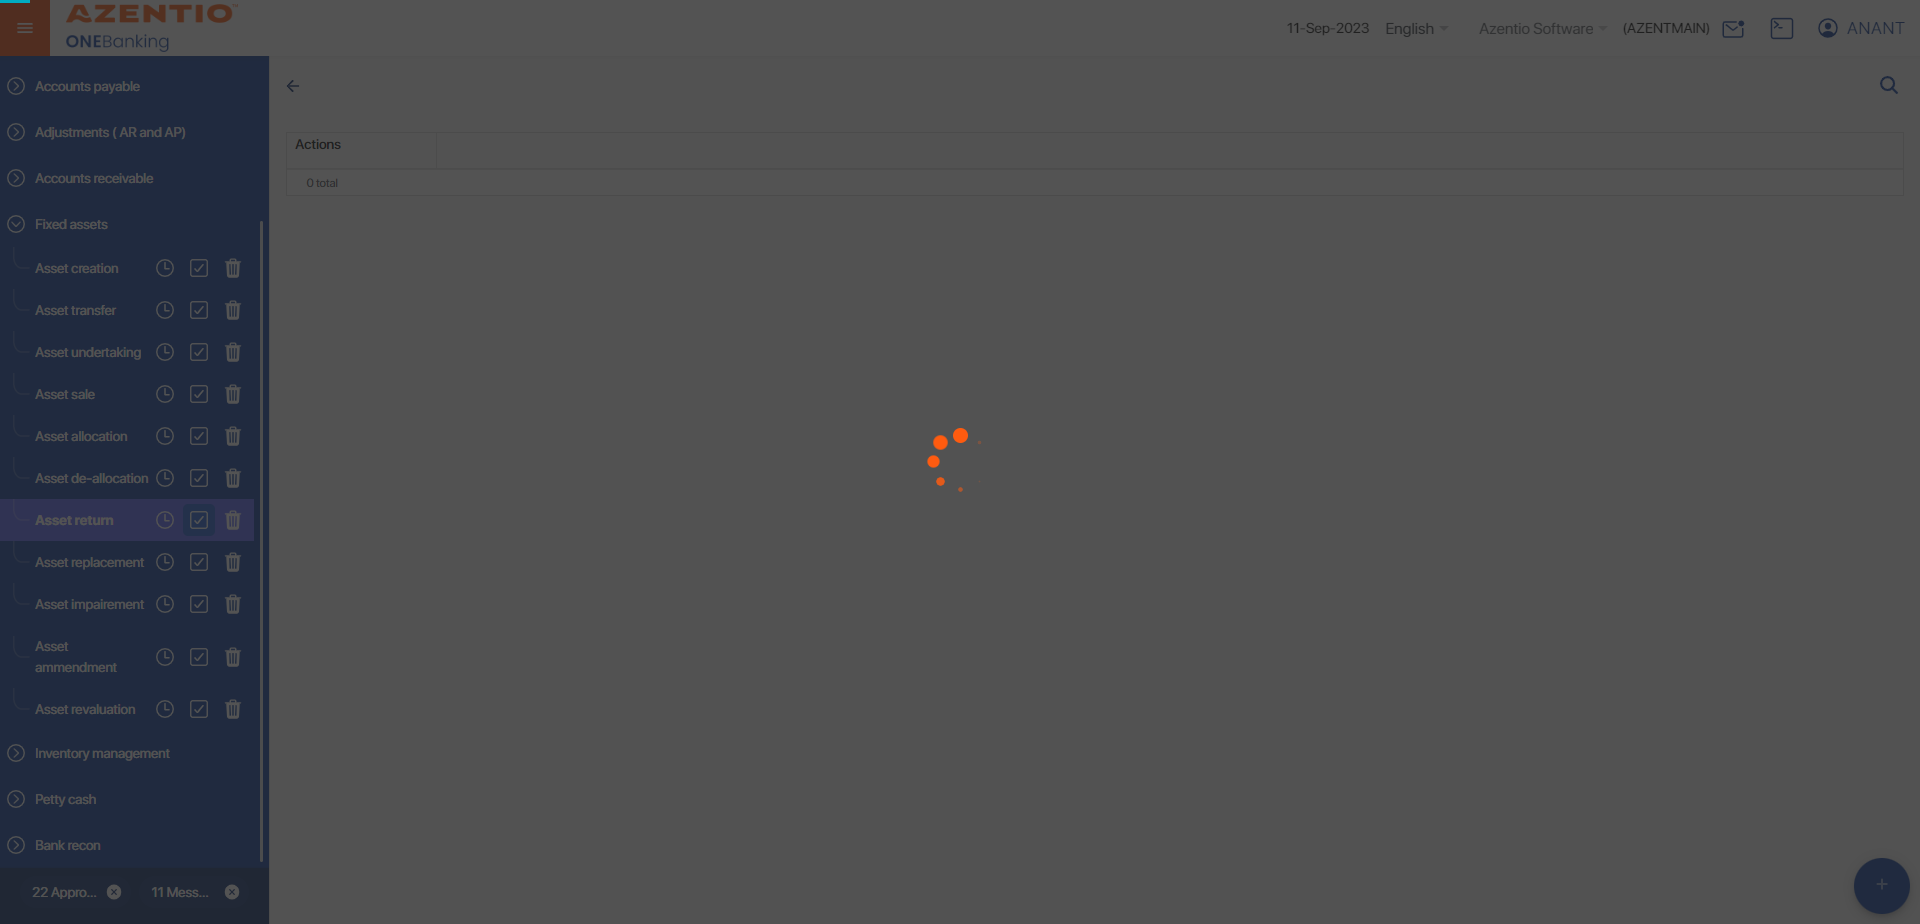 AZENTIO
ONEBanking
11-Sep-2023 English Azentio Software (AZENTMAIN) ANANT
Accounts payable
Adjustments ( AR and AP)
Accounts receivable
Fixed assets
Asset creation
Asset transfer
Asset undertaking
Asset sale
Asset allocation
Asset de-allocation
Asset return
Asset replacement
Asset impairement
Asset
ammendment
Asset revaluation
Inventory management
Petty cash
Bank recon
22 Appro...
11 Mess...
Actions
0 total